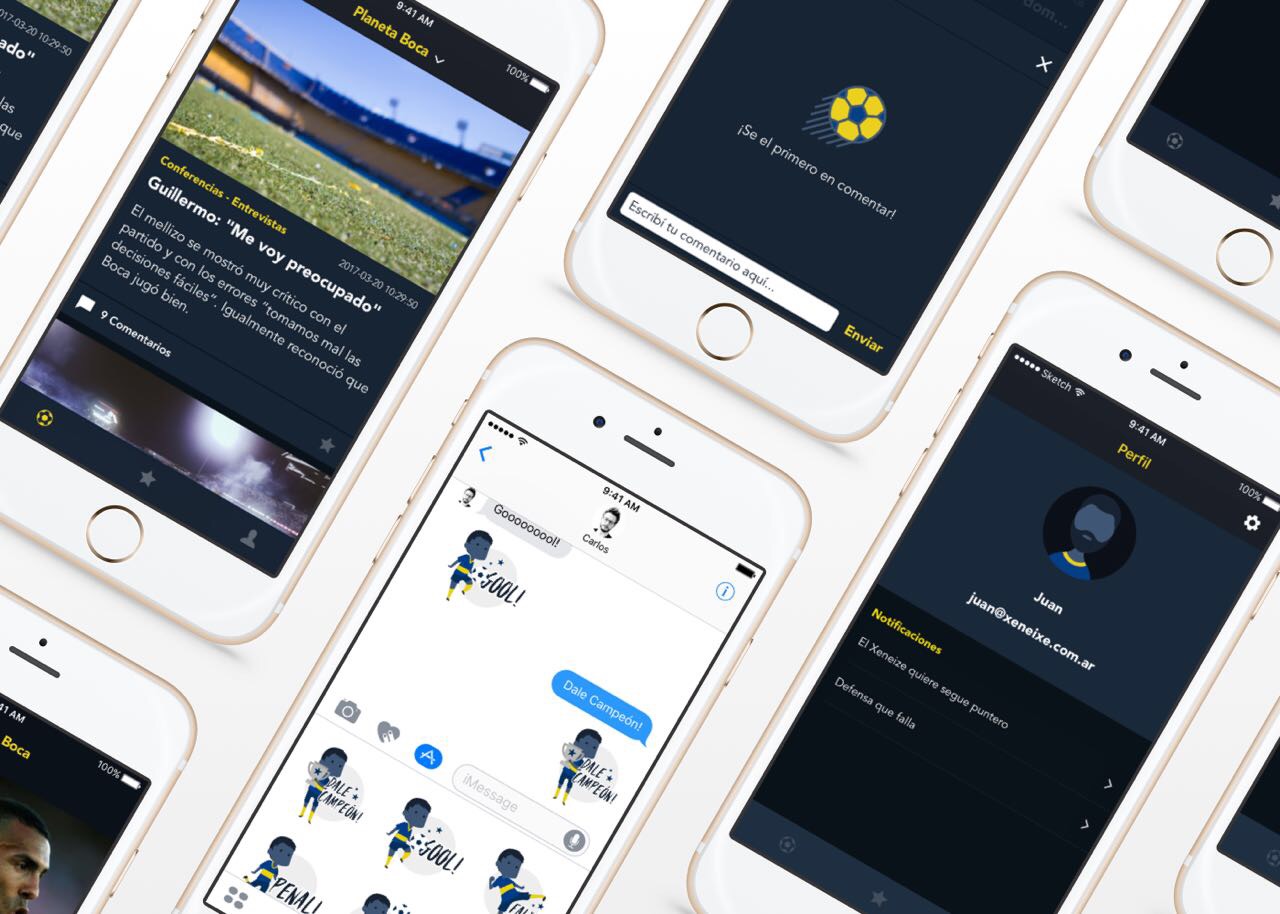 2017-03-20 10:29:50
las
que
9:41 AM
Planeta Boca
100%
Conferencias - Entrevistas
Guillermo: "Me voy preocupado"
2017-03-20 10:29:50
El mellizo se mostró muy crítico con el
partido y con los errores "tomamos mal las
decisiones fáciles". Igualmente reconoció que
Boca jugó bien.
9 Comentarios
dom...
¡Se el primero en comentar!
Escribí tu comentario aquí...
Enviar
9:41 AM
Gooooooool!
Carlos
GOOL!
Dale Campeón!
DALE
CAMPEÓN!
iMessage
DALE
CAMPEÓN!
GOOL!
PENAL!
Sketch
9:41 AM
100%
Perfil
Juan
juan@xeneixe.com.ar
Notificaciones
El Xeneize quiere segue puntero
Defensa que falla
AM
Boca
100%